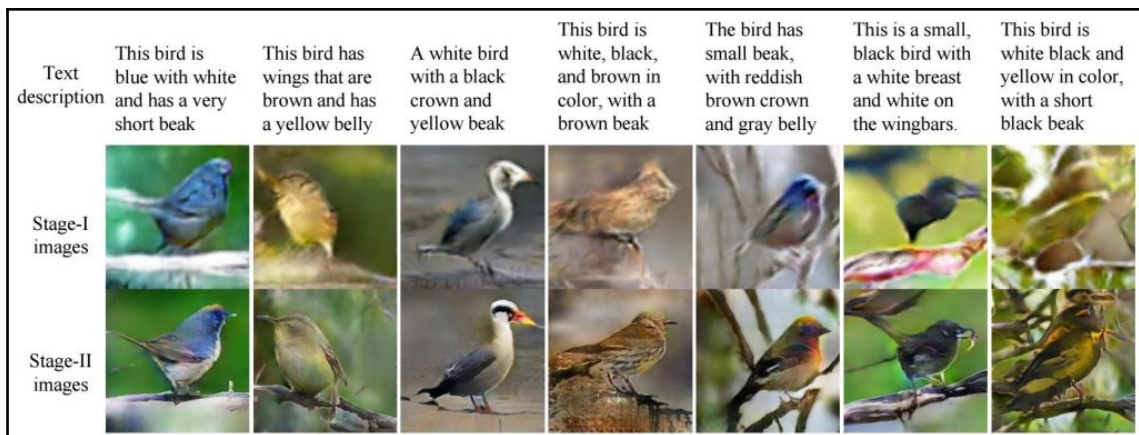 Text
description
This bird is
blue with white
and has a very
short beak
This bird has
wings that are
brown and has
a yellow belly
A white bird
with a black
crown and
yellow beak
This bird is
white, black,
and brown in
color, with a
brown beak
The bird has
small beak,
with reddish
brown crown
and gray belly
This is a small,
black bird with
a white breast
and white on
the wingbars.
This bird is
white black and
yellow in color,
with a short
black beak
Stage-I
images
Stage-II
images